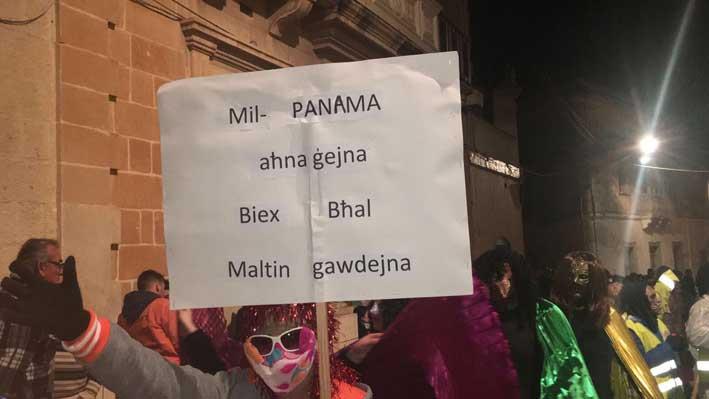 Mil- PANAMA
aħna ġejna
Biex Bħal
Maltin gawdejna